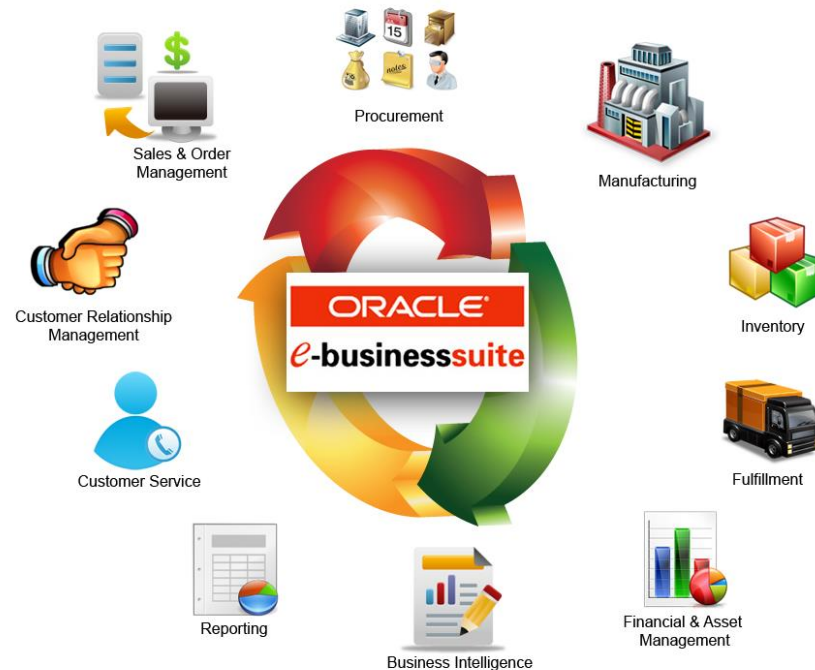 Procurement
15
notes
Sales & Order
Management
Manufacturing
Customer Relationship
Management
ORACLE®
e-businesssuite
Inventory
Customer Service
Fulfillment
Reporting
Business Intelligence
Financial & Asset
Management